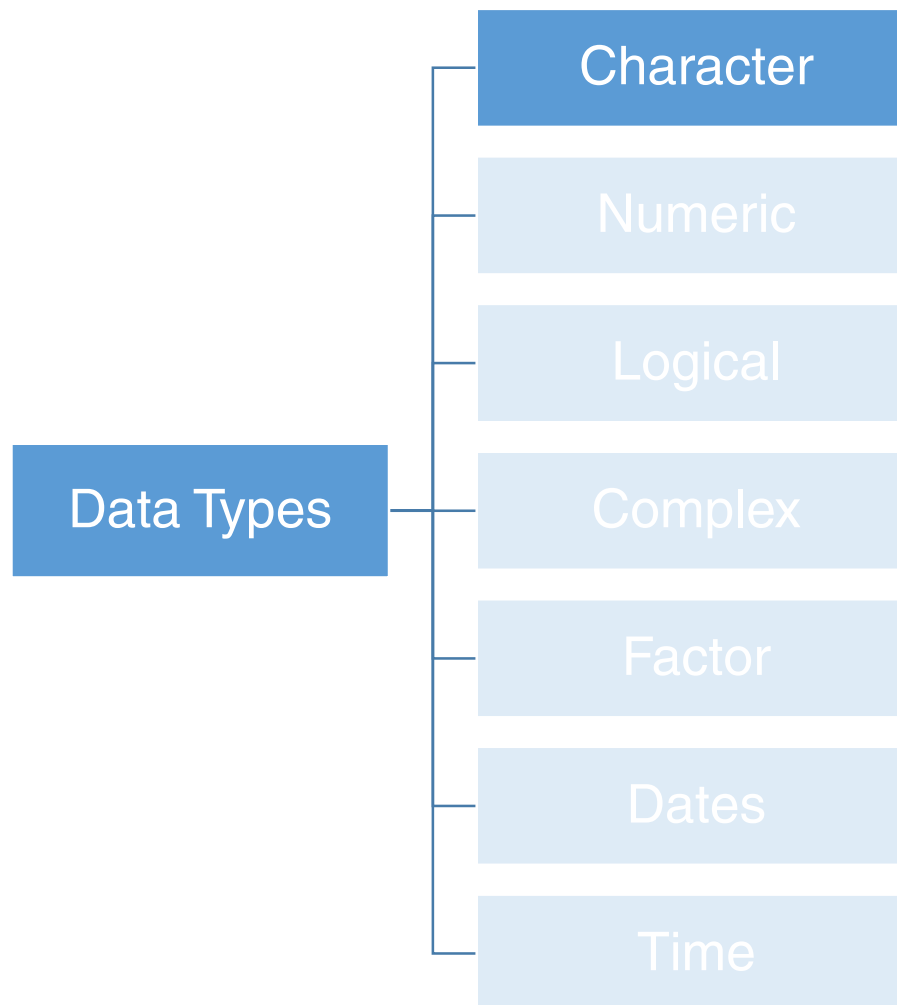 Character
Numeric
Logical
Data Types
Complex
Factor
Dates
Time